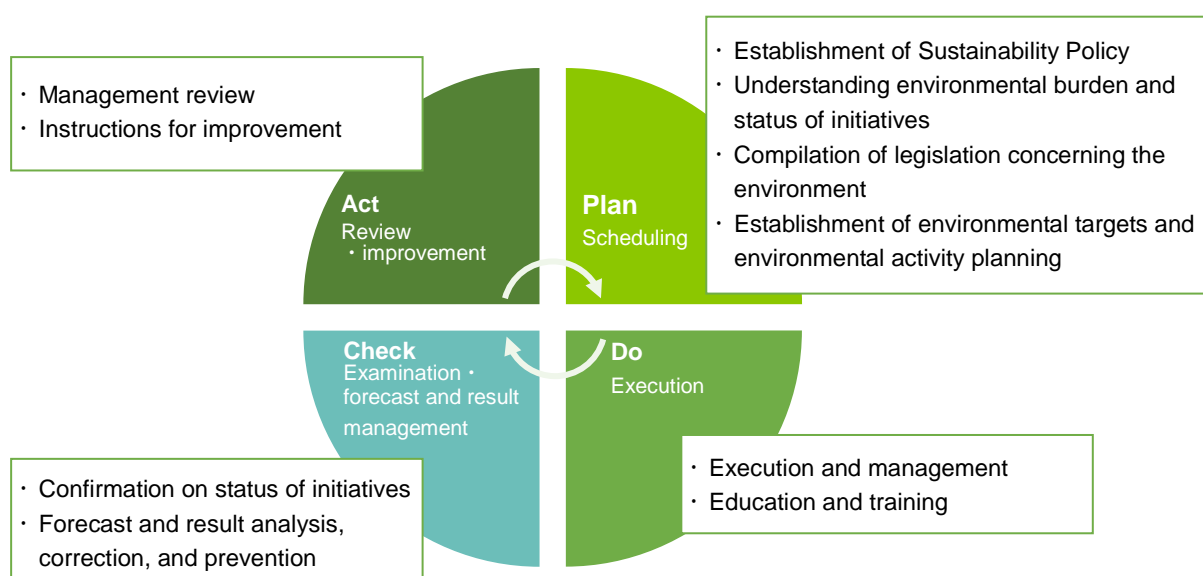 ・ Management review
・ Instructions for improvement
・ Establishment of Sustainability Policy
・ Understanding environmental burden and
status of initiatives
・ Compilation of legislation concerning the
environment
・ Establishment of environmental targets and
environmental activity planning
Act
Review
・improvement
Plan
Scheduling
Check
Examination・
forecast and result
management
Do
Execution
・ Confirmation on status of initiatives
・ Forecast and result analysis,
correction, and prevention
・ Execution and management
・ Education and training